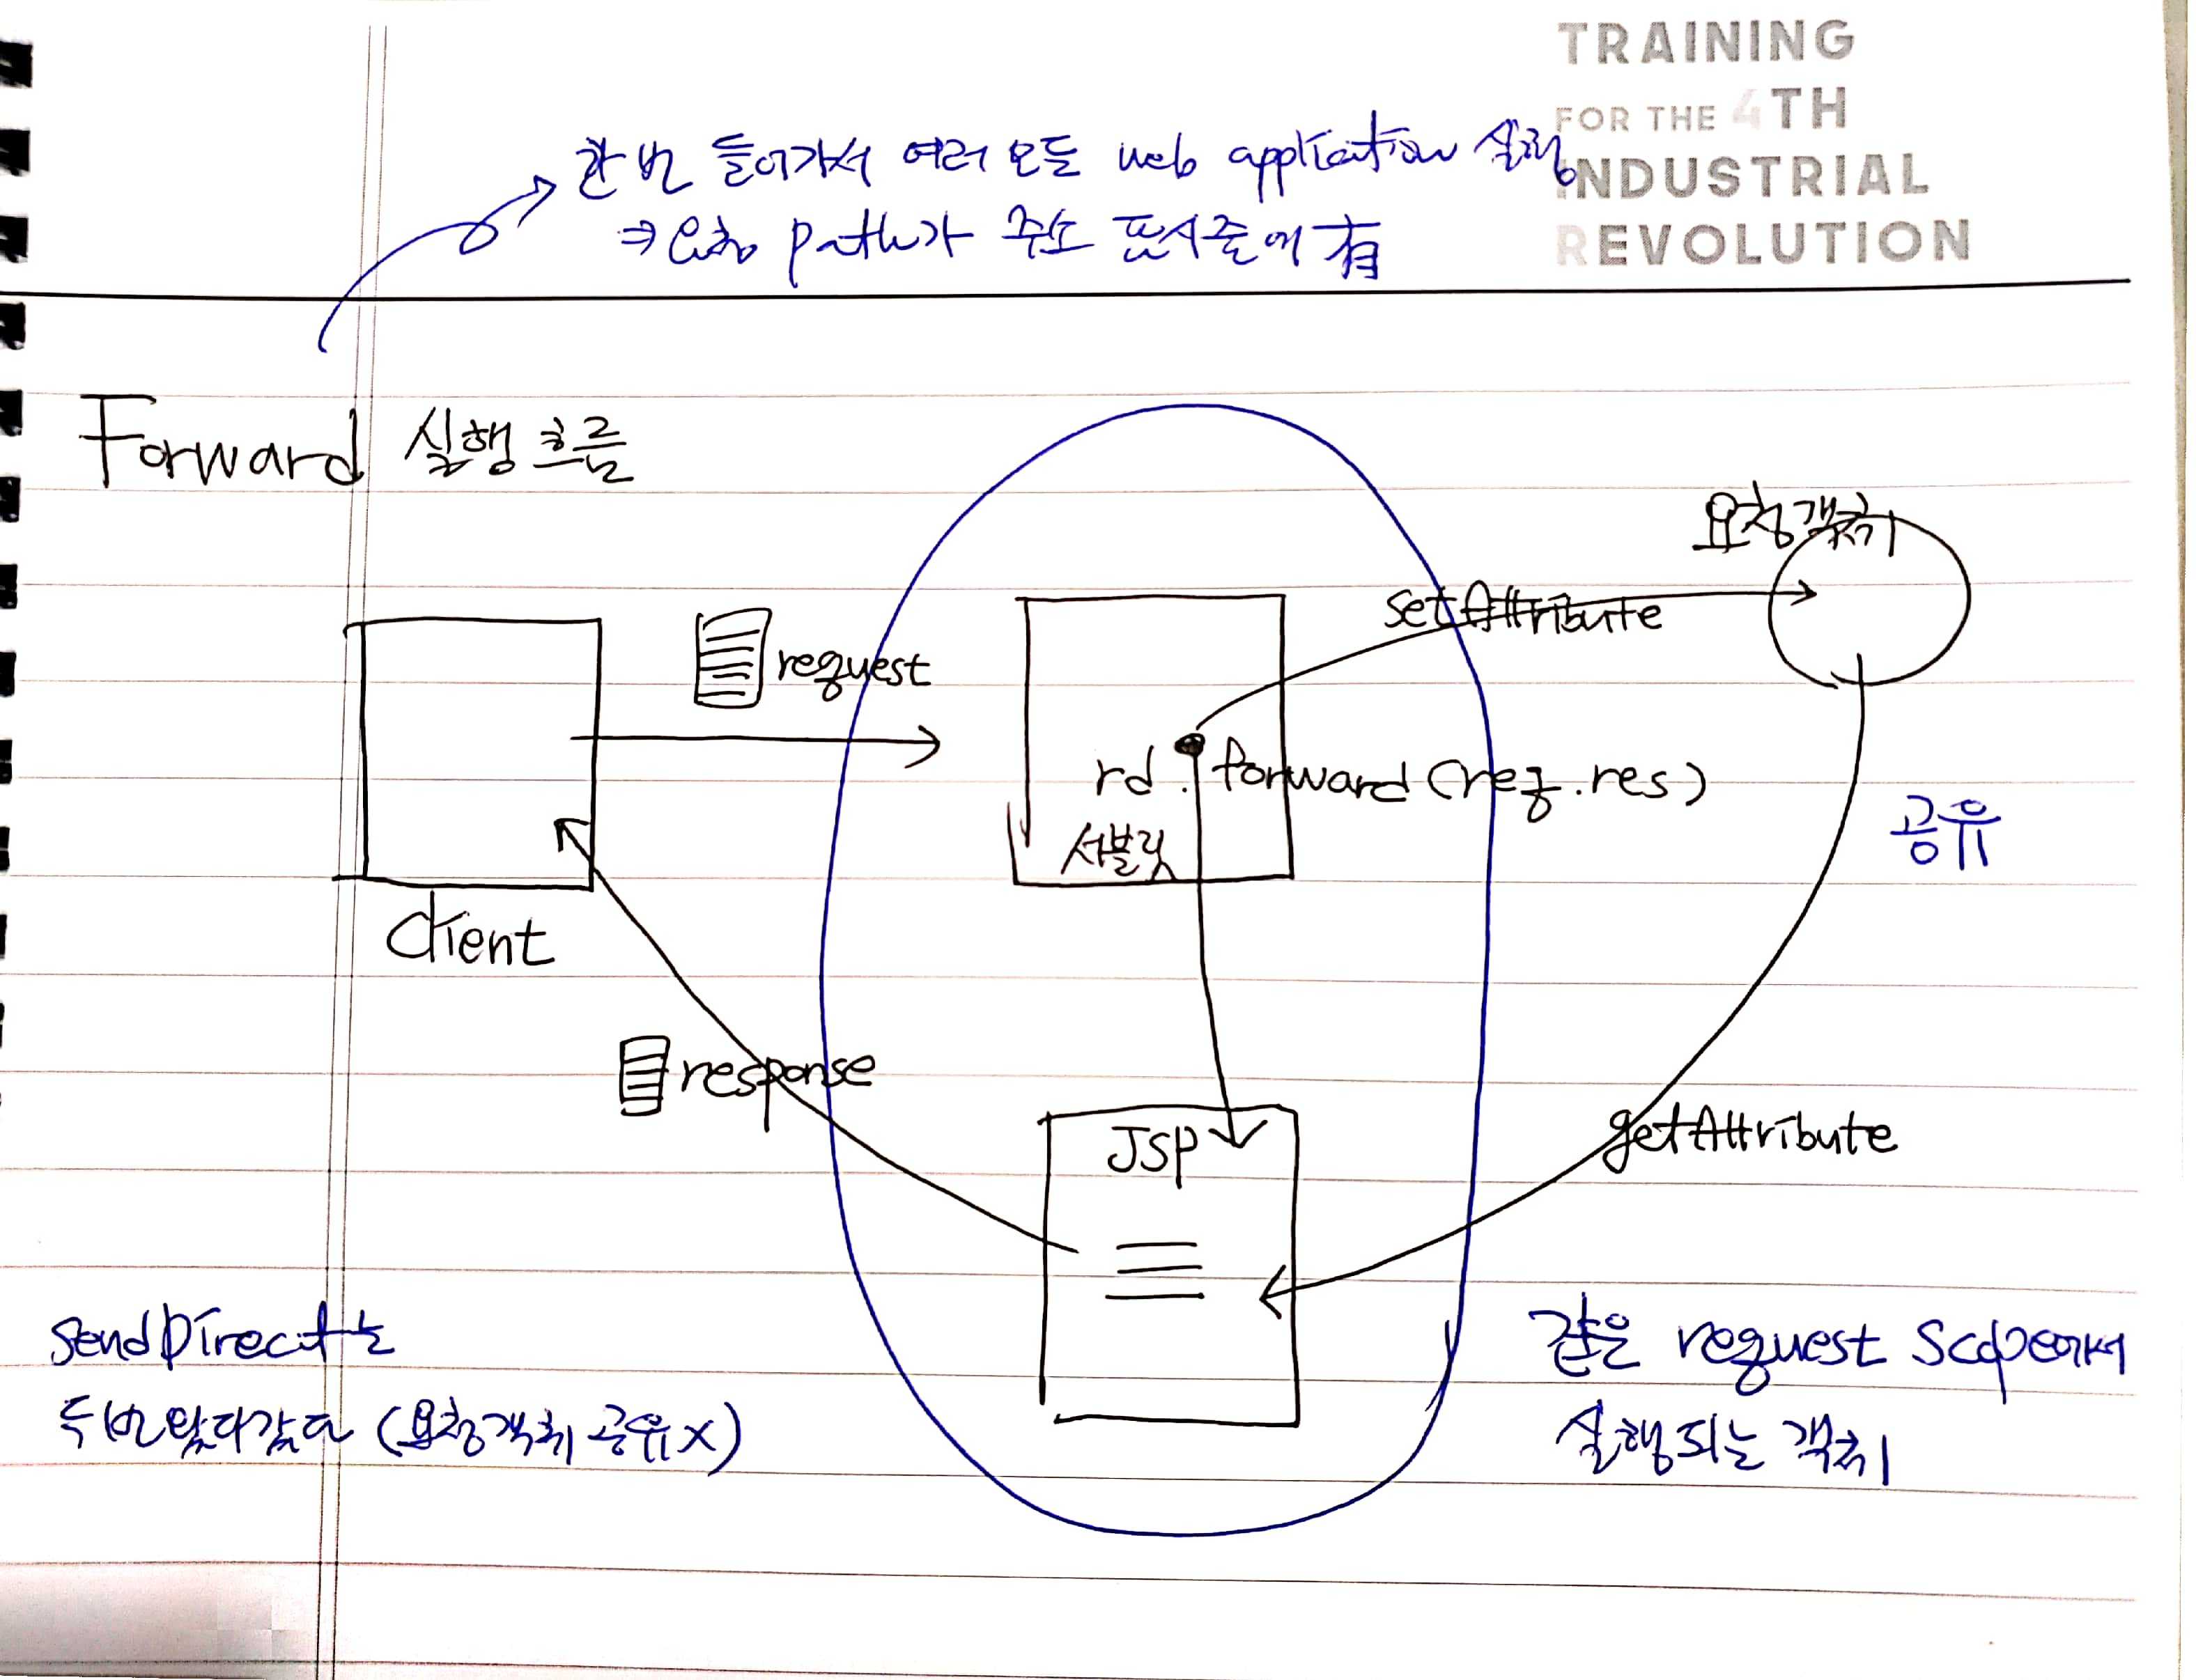 TRAINING
FOR THE 4TH
INDUSTRIAL
REVOLUTION
한번 들어가서 여러 모듈 web application 실행
⇒ 요청 path가 주소 표시줄에 有
Forward 실행 흐름
요청객체
setAttribute
request
rd.forward(req.res)
서블릿
공유
client
response
JSP
getAttribute
sendDirect는
두번 왔다갔다 (요청객체 공유X)
같은 request scope에서
실행되는 객체